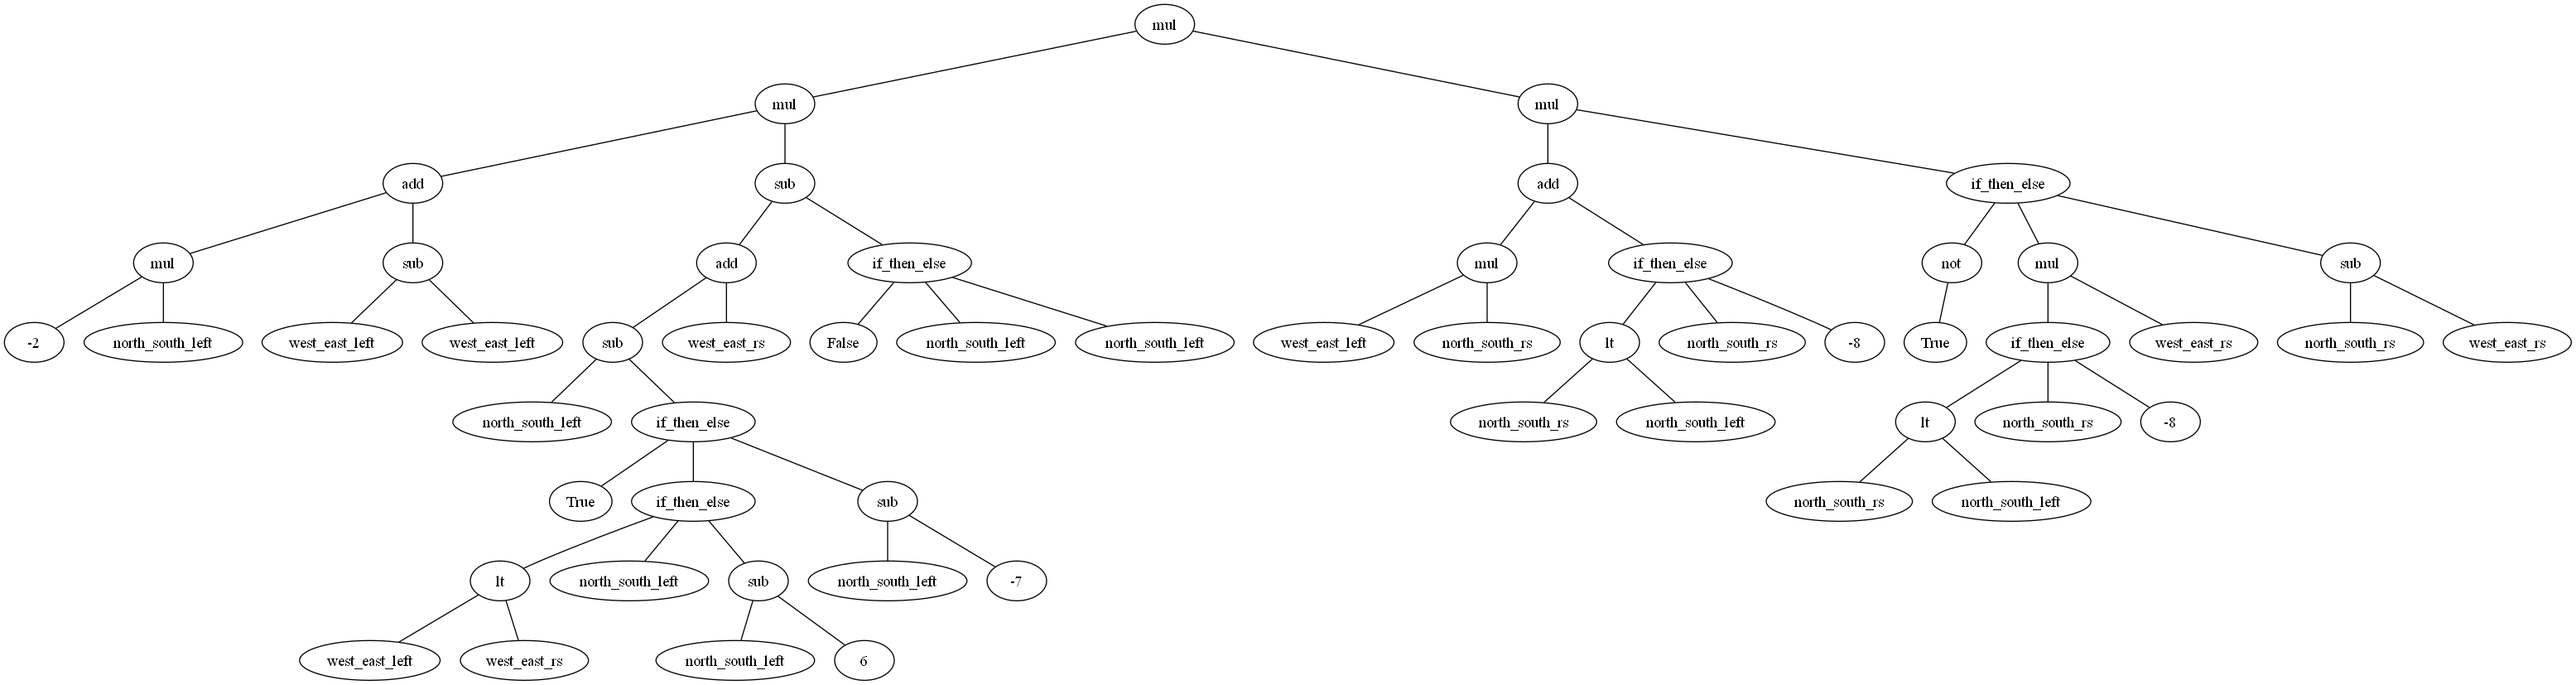 mul
mul mul
add sub add if_then_else
mul sub add if_then_else mul if_then_else not mul sub
-2 north_south_left west_east_left west_east_left sub west_east_rs False north_south_left north_south_left west_east_left north_south_rs lt north_south_rs -8 True if_then_else west_east_rs north_south_rs west_east_rs
north_south_left if_then_else north_south_rs north_south_left lt north_south_rs -8
True if_then_else sub north_south_rs north_south_left
lt north_south_left sub north_south_left -7
west_east_left west_east_rs north_south_left 6